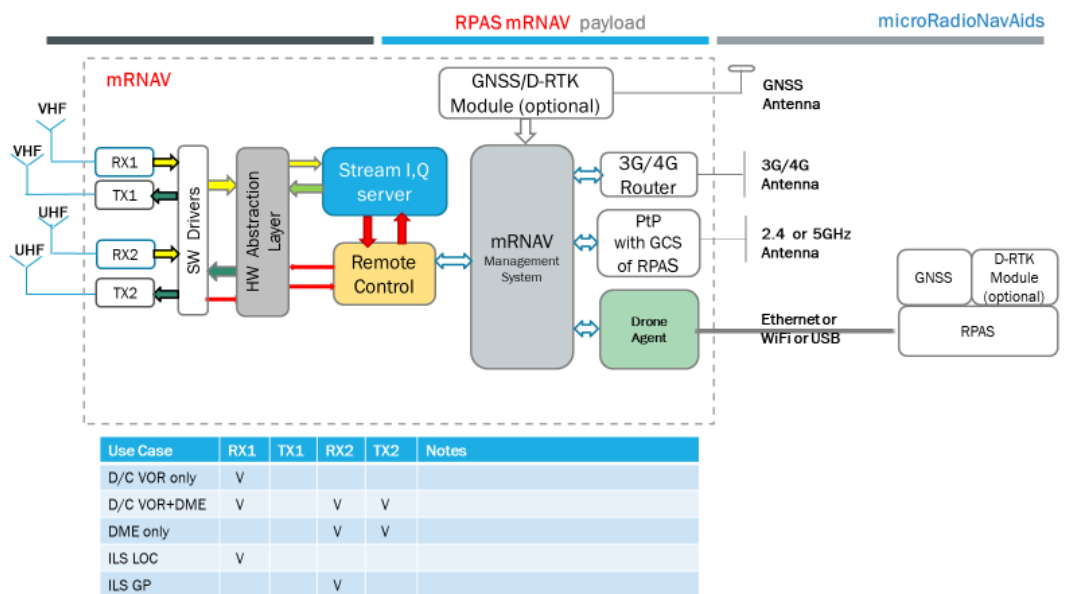 RPAS mRNAV payload
microRadioNavAids
mRNAV
GNSS/D-RTK
Module (optional)
GNSS
Antenna
VHF
VHF
UHF
UHF
RX1
TX1
RX2
TX2
SW Drivers
HW Abstraction
Layer
Stream I,Q
server
Remote
Control
mRNAV
Management
System
3G/4G
Router
3G/4G
Antenna
PtP
with GCS
of RPAS
2.4 or 5GHz
Antenna
Drone
Agent
Ethernet or
WiFi or USB
GNSS
D-RTK
Module
(optional)
RPAS
Use Case RX1 TX1 RX2 TX2 Notes
D/C VOR only V
D/C VOR+DME V V V
DME only V V
ILS LOC V
ILS GP V